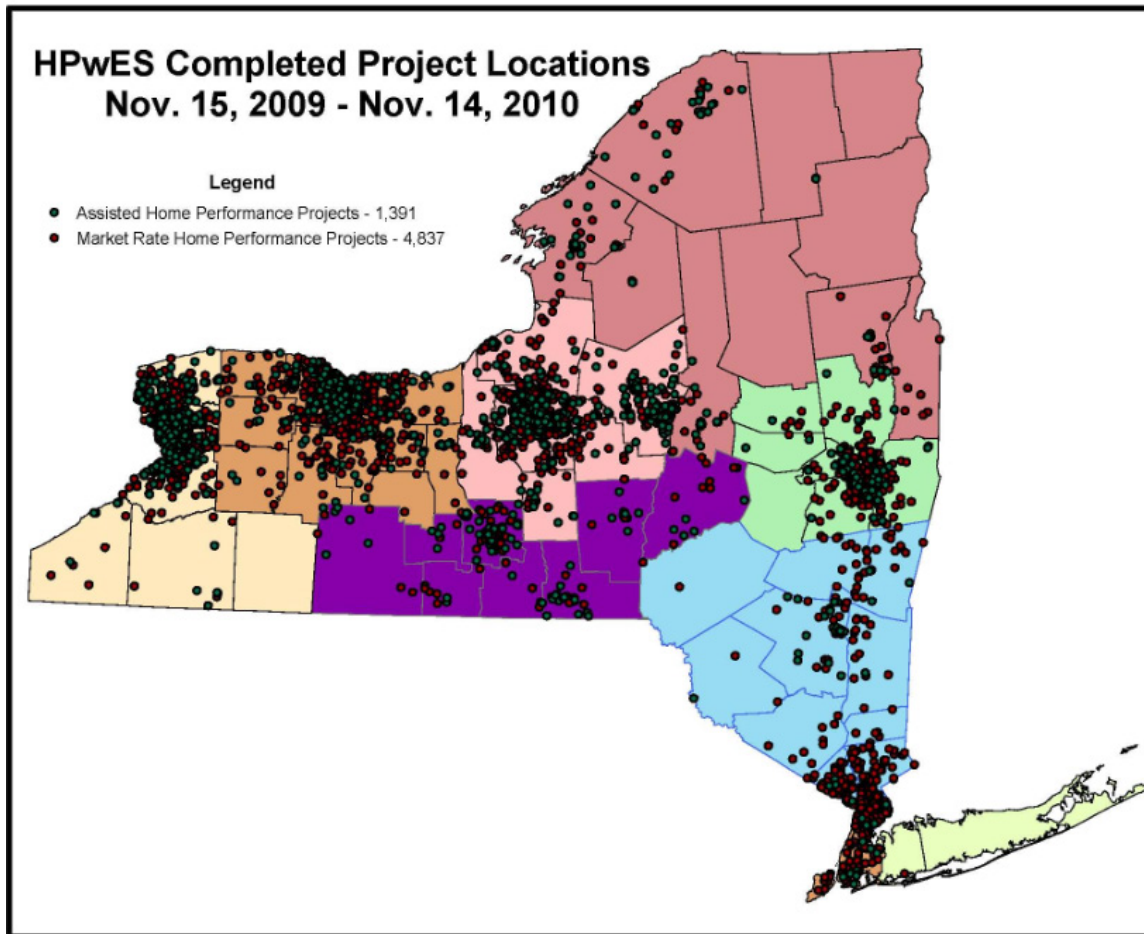 HPwES Completed Project Locations
Nov. 15, 2009 - Nov. 14, 2010
Legend
Assisted Home Performance Projects - 1,391
Market Rate Home Performance Projects - 4,837